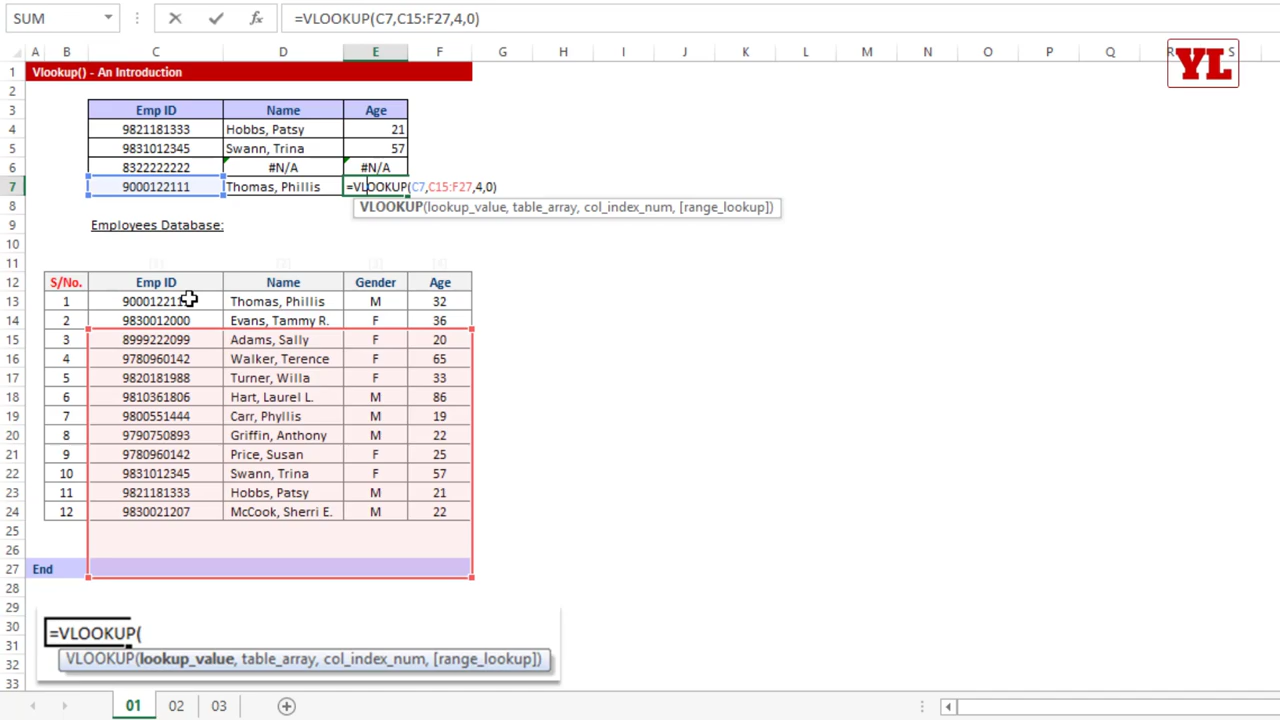 SUM
=VLOOKUP(C7,C15:F27,4,0)
A B C D E F G H I J K L M N O P Q R S
YL
1 Vlookup() - An Introduction
2
3 Emp ID Name Age
4 9821181333 Hobbs, Patsy 21
5 9831012345 Swann, Trina 57
6 8322222222 #N/A #N/A
7 9000122111 Thomas, Phillis =VLOOKUP(C7,C15:F27,4,0)
8 VLOOKUP(lookup_value, table_array, col_index_num, [range_lookup])
9 Employees Database:
10
11
12 S/No. Emp ID Name Gender Age
13 1 Thomas, Phillis M 32
14 2 9830012000 Evans, Tammy R. F 36
15 3 8999222099 Adams, Sally F 20
16 4 9780960142 Walker, Terence F 65
17 5 9820181988 Turner, Willa F 33
18 6 9810361806 Hart, Laurel L. M 86
19 7 9800551444 Carr, Phyllis M 19
20 8 9790750893 Griffin, Anthony M 22
21 9 9780960142 Price, Susan F 25
22 10 9831012345 Swann, Trina F 57
23 11 9821181333 Hobbs, Patsy M 21
24 12 9830021207 McCook, Sherri E. M 22
25
26
27 End
28
29
30 =VLOOKUP(
31 VLOOKUP(lookup_value, table_array, col_index_num, [range_lookup])
32
33
01 02 03